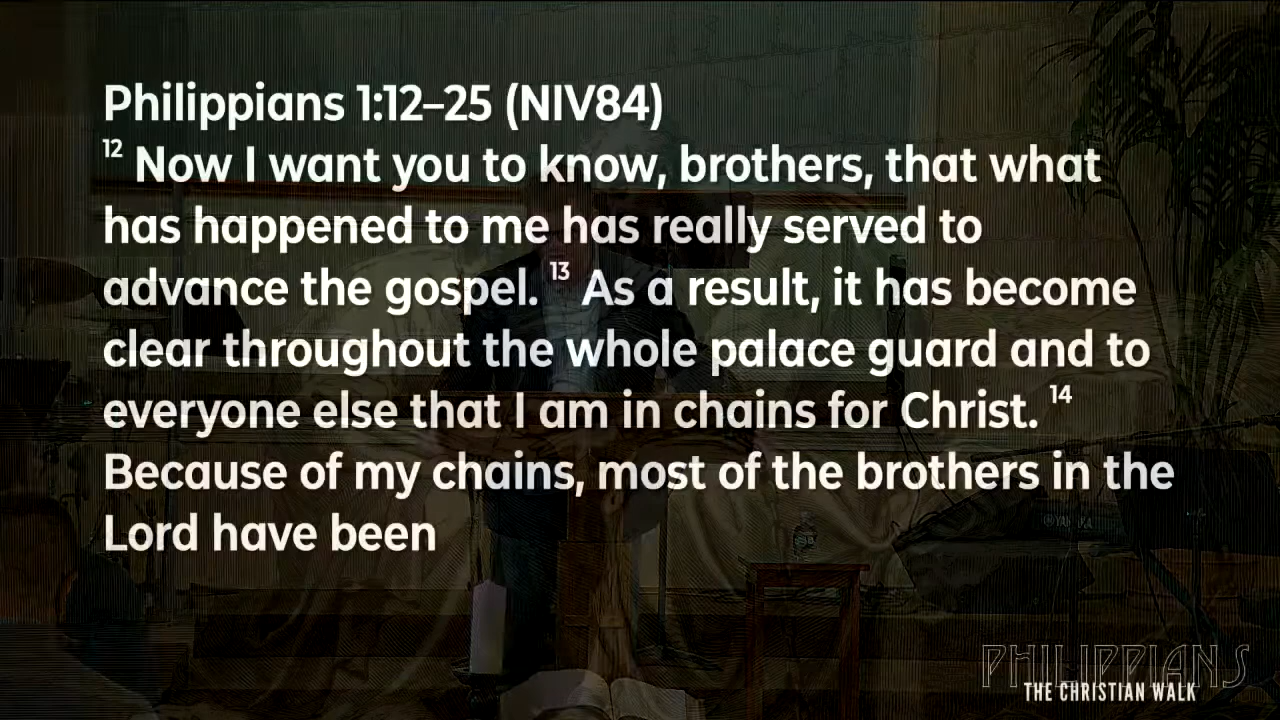 Philippians 1:12–25 (NIV84)
12 Now I want you to know, brothers, that what
has happened to me has really served to
advance the gospel. 13 As a result, it has become
clear throughout the whole palace guard and to
everyone else that I am in chains for Christ. 14
Because of my chains, most of the brothers in the
Lord have been
YAMAHA
PHILIPPIANS
THE CHRISTIAN WALK